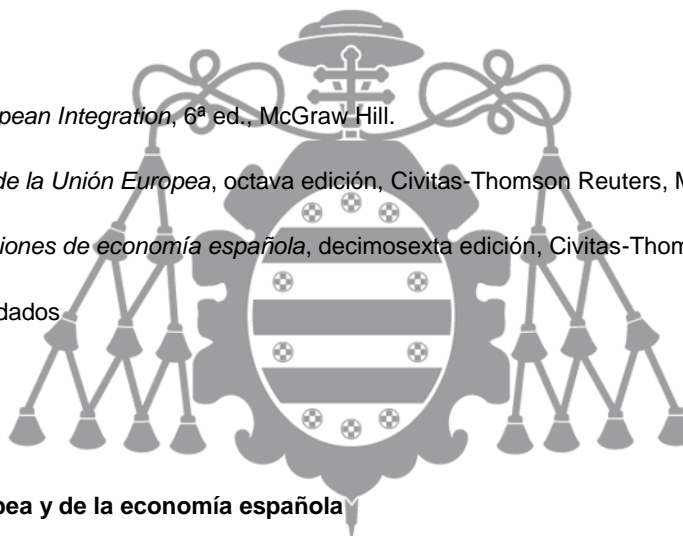 pean Integration, 6ª ed., McGraw Hill.
de la Unión Europea, octava edición, Civitas-Thomson Reuters, M
iones de economía española, decimosexta edición, Civitas-Thom
dados
pea y de la economía española